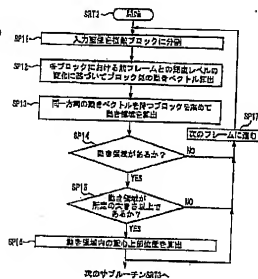 SRT2
開始
SP11
入力画像を複数ブロックに分割
SP12
各ブロックにおける前フレームとの輝度レベルの
変化に基づいてブロック毎の動きベクトル算出
SP13
同一方向の動きベクトルを持つブロックを集めて
動き領域を算出
SP17
次のフレームに進む
SP14
動き領域があるか?
NO
YES
SP15
動き領域が
所定の大きさ以上で
あるか?
NO
YES
SP16
動き領域内の重心上部位置を算出
次のサブルーチンSRT3へ